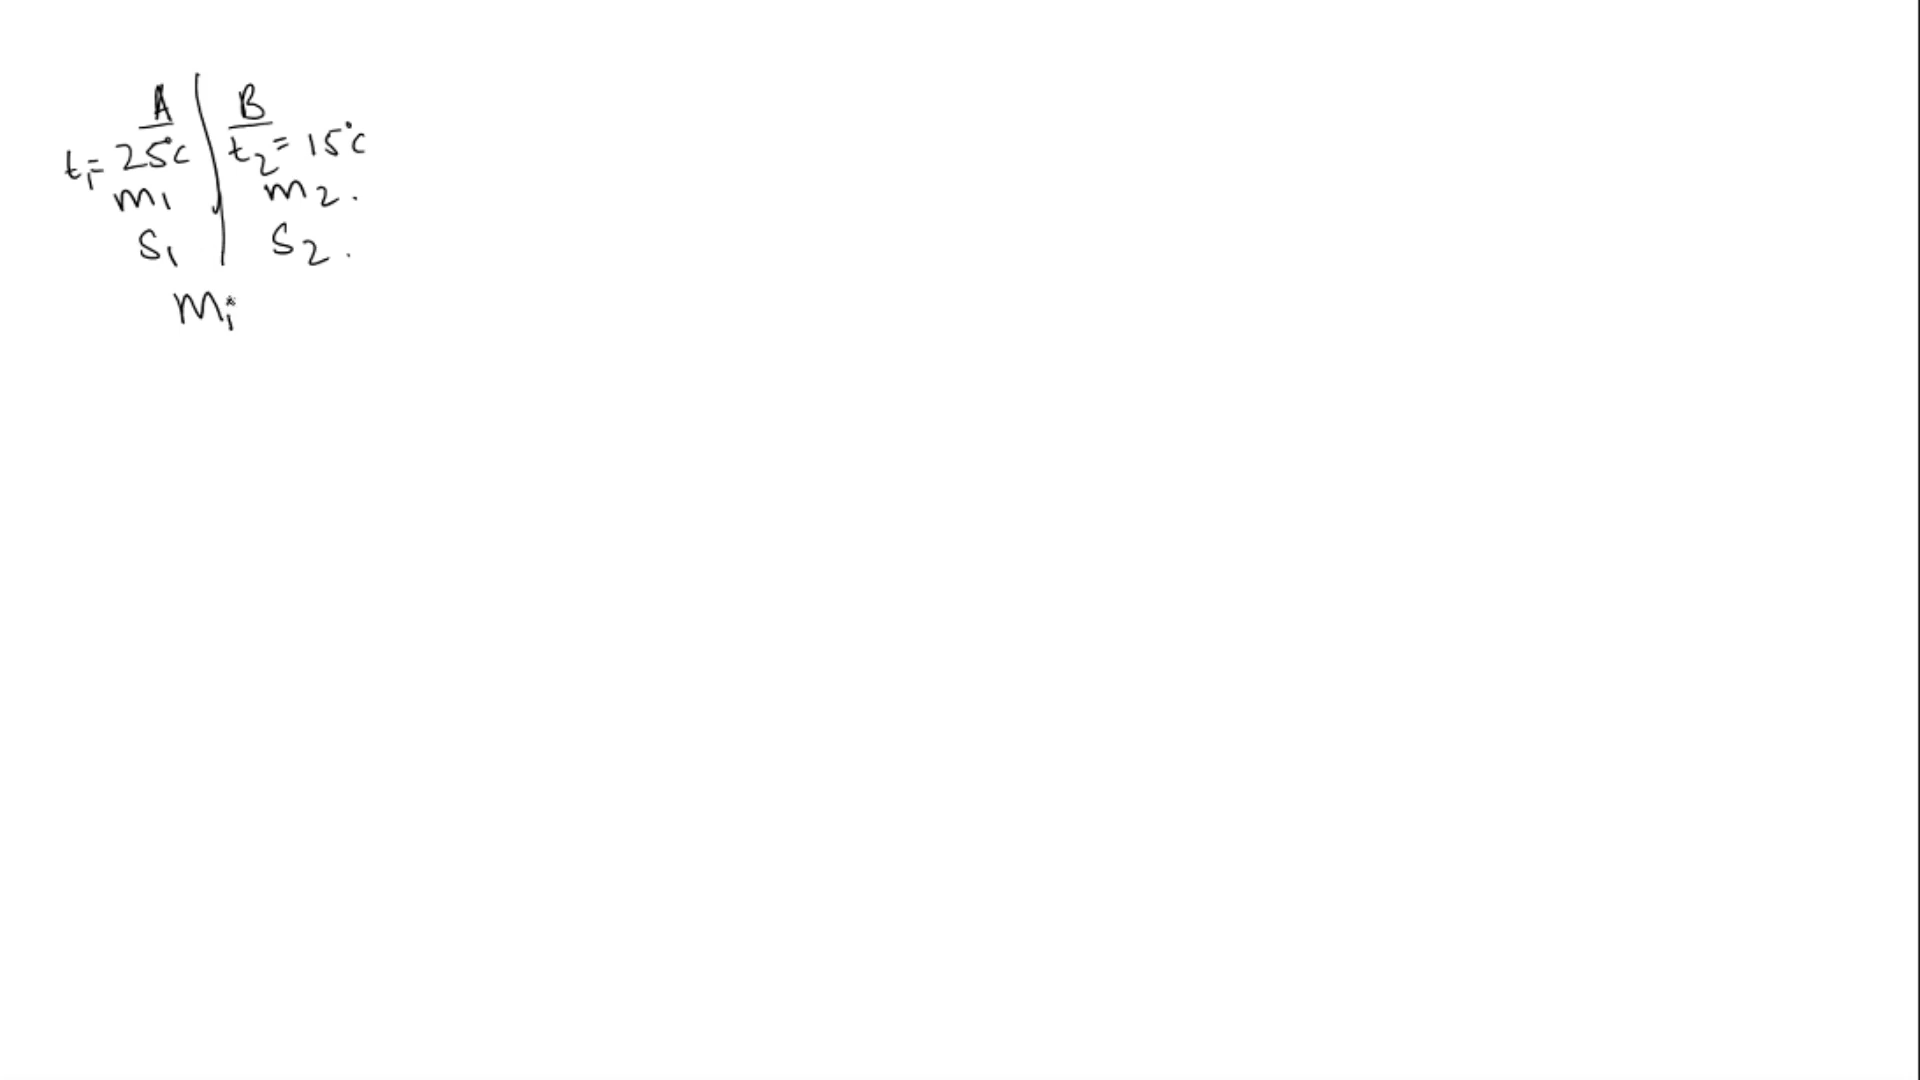 A | B
t₁ = 25°C | t₂ = 15°C
m₁ | m₂.
S₁ | S₂.
m₁